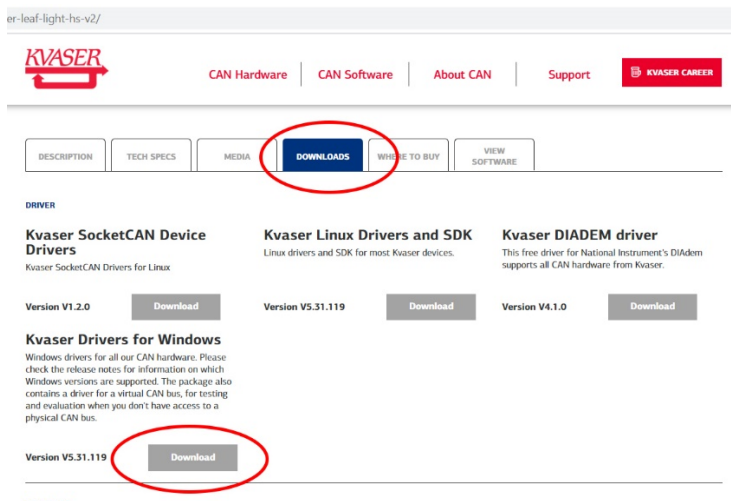 er-leaf-light-hs-v2/
KVASER
CAN Hardware
CAN Software
About CAN
Support
KVASER CAREER
DESCRIPTION
TECH SPECS
MEDIA
DOWNLOADS
WHERE TO BUY
VIEW
SOFTWARE
DRIVER
Kvaser SocketCAN Device
Drivers
Kvaser SocketCAN Drivers for Linux
Version V1.2.0
Download
Kvaser Linux Drivers and SDK
Linux drivers and SDK for most Kvaser devices.
Version V5.31.119
Download
Kvaser DIADEM driver
This free driver for National Instrument's DIAdem
supports all CAN hardware from Kvaser.
Version V4.1.0
Download
Kvaser Drivers for Windows
Windows drivers for all our CAN hardware. Please
check the release notes for information on which
Windows versions are supported. The package also
contains a driver for a virtual CAN bus, for testing
and evaluation when you don't have access to a
physical CAN bus.
Version V5.31.119
Download